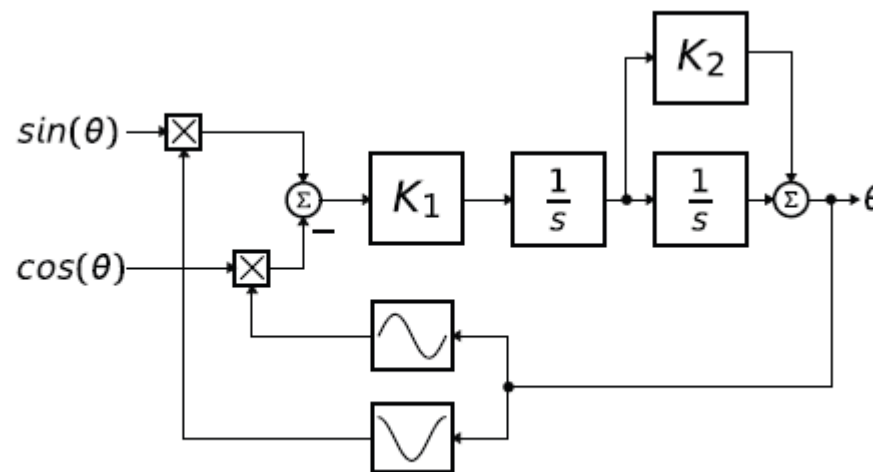 K₂
sin(θ)
Σ
K₁
1/s
1/s
Σ
θ
−
cos(θ)